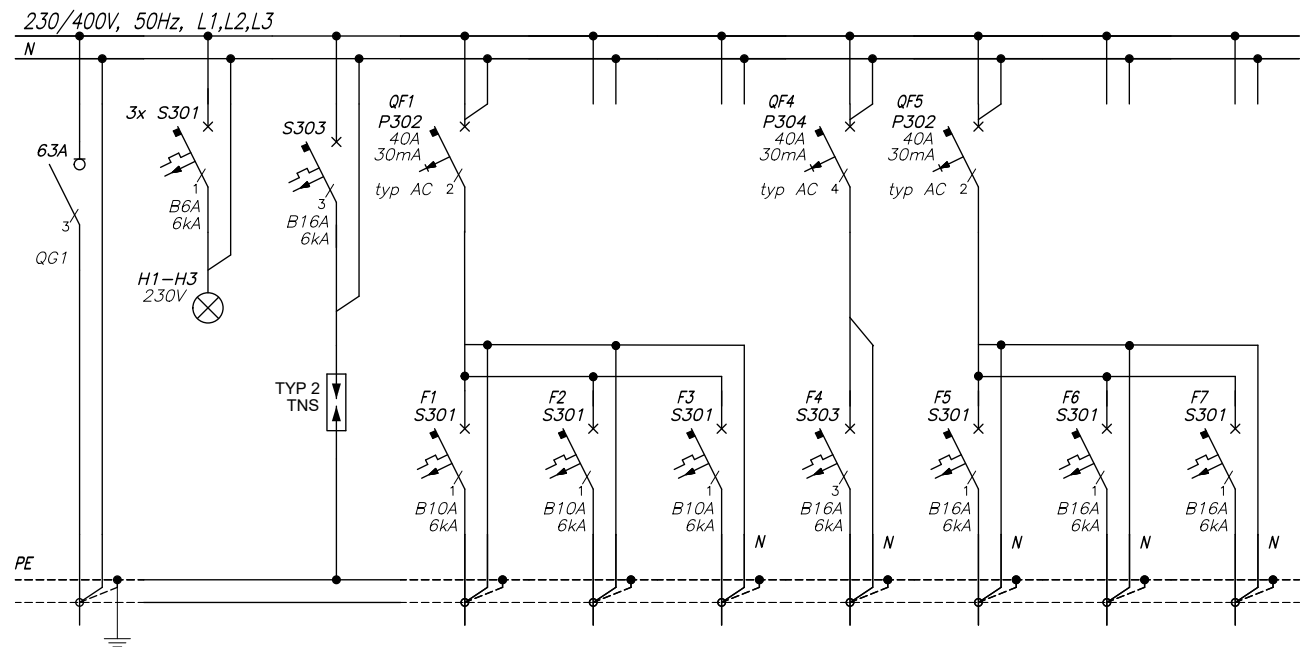 230/400V, 50Hz, L1,L2,L3
N
63A
3
QG1
3x S301
1
B6A
6kA
H1-H3
230V
S303
3
B16A
6kA
TYP 2
TNS
QF1
P302
40A
30mA
typ AC 2
QF4
P304
40A
30mA
typ AC 4
QF5
P302
40A
30mA
typ AC 2
F1
S301
1
B10A
6kA
F2
S301
1
B10A
6kA
F3
S301
1
B10A
6kA
N
F4
S303
3
B16A
6kA
N
F5
S301
1
B16A
6kA
N
F6
S301
1
B16A
6kA
N
F7
S301
1
B16A
6kA
N
PE